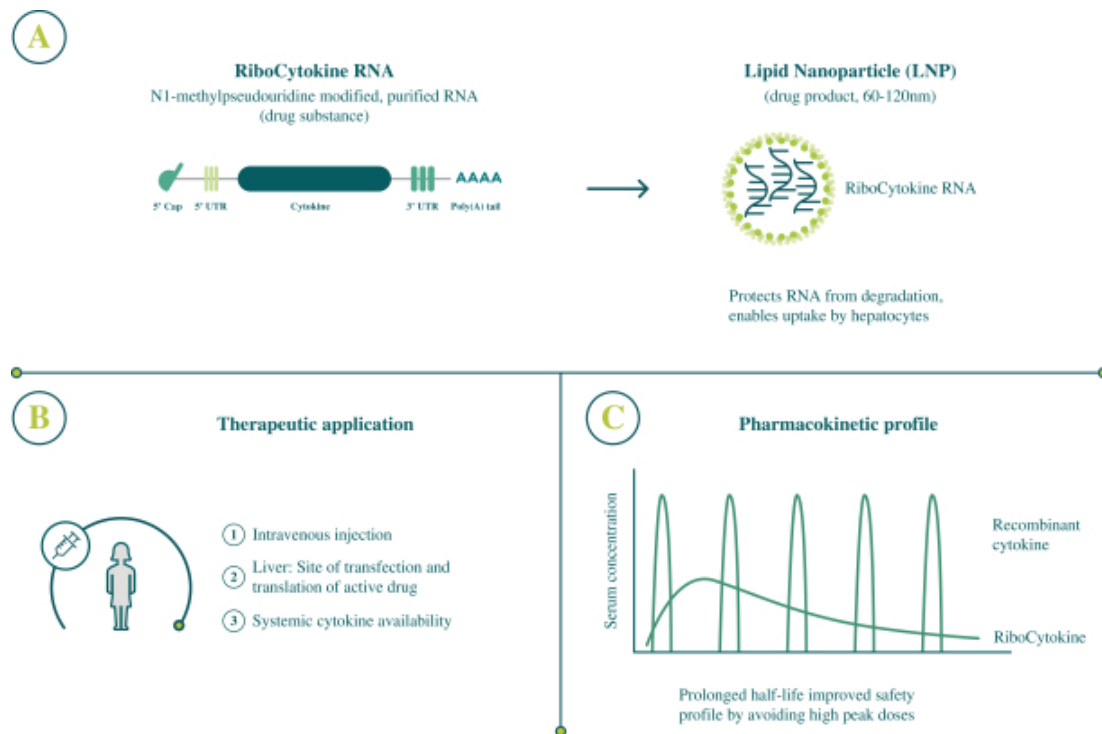 A
RiboCytokine RNA
N1-methylpseudouridine modified, purified RNA
(drug substance)
AAAA
5' Cap
5' UTR
Cytokine
3' UTR
Poly(A) tail
Lipid Nanoparticle (LNP)
(drug product, 60-120nm)
RiboCytokine RNA
Protects RNA from degradation,
enables uptake by hepatocytes
B
Therapeutic application
1 Intravenous injection
2 Liver: Site of transfection and
translation of active drug
3 Systemic cytokine availability
C
Pharmacokinetic profile
Serum concentration
Recombinant
cytokine
RiboCytokine
Prolonged half-life improved safety
profile by avoiding high peak doses